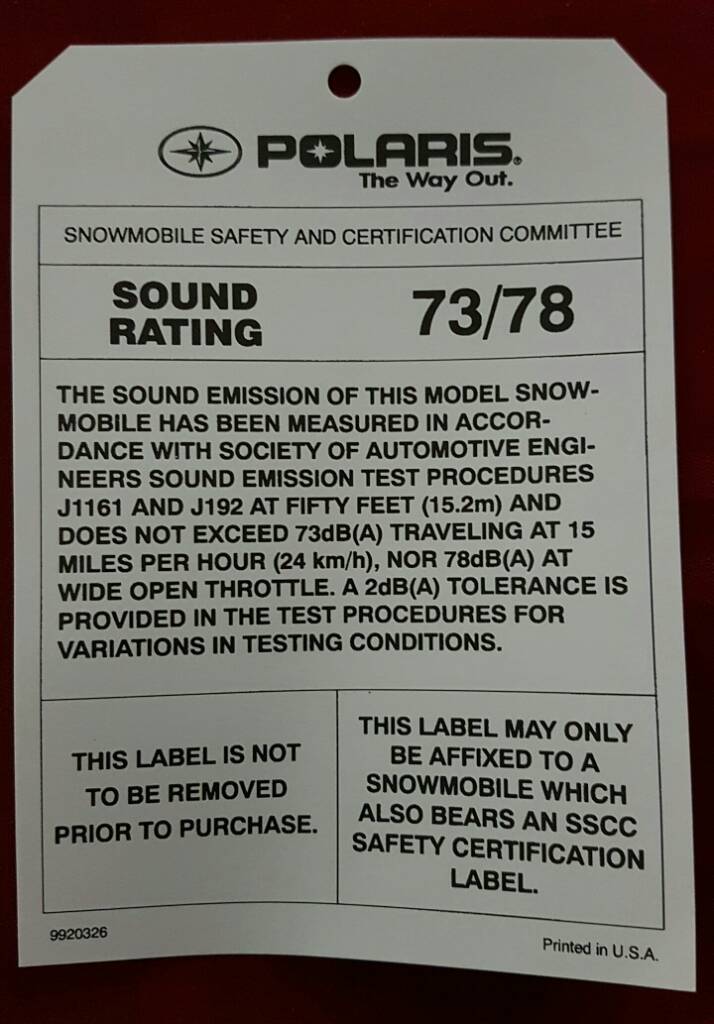 POLARIS®
The Way Out.
SNOWMOBILE SAFETY AND CERTIFICATION COMMITTEE
SOUND
RATING
73/78
THE SOUND EMISSION OF THIS MODEL SNOW-
MOBILE HAS BEEN MEASURED IN ACCOR-
DANCE WITH SOCIETY OF AUTOMOTIVE ENGI-
NEERS SOUND EMISSION TEST PROCEDURES
J1161 AND J192 AT FIFTY FEET (15.2m) AND
DOES NOT EXCEED 73dB(A) TRAVELING AT 15
MILES PER HOUR (24 km/h), NOR 78dB(A) AT
WIDE OPEN THROTTLE. A 2dB(A) TOLERANCE IS
PROVIDED IN THE TEST PROCEDURES FOR
VARIATIONS IN TESTING CONDITIONS.
THIS LABEL IS NOT
TO BE REMOVED
PRIOR TO PURCHASE.
THIS LABEL MAY ONLY
BE AFFIXED TO A
SNOWMOBILE WHICH
ALSO BEARS AN SSCC
SAFETY CERTIFICATION
LABEL.
9920326
Printed in U.S.A.